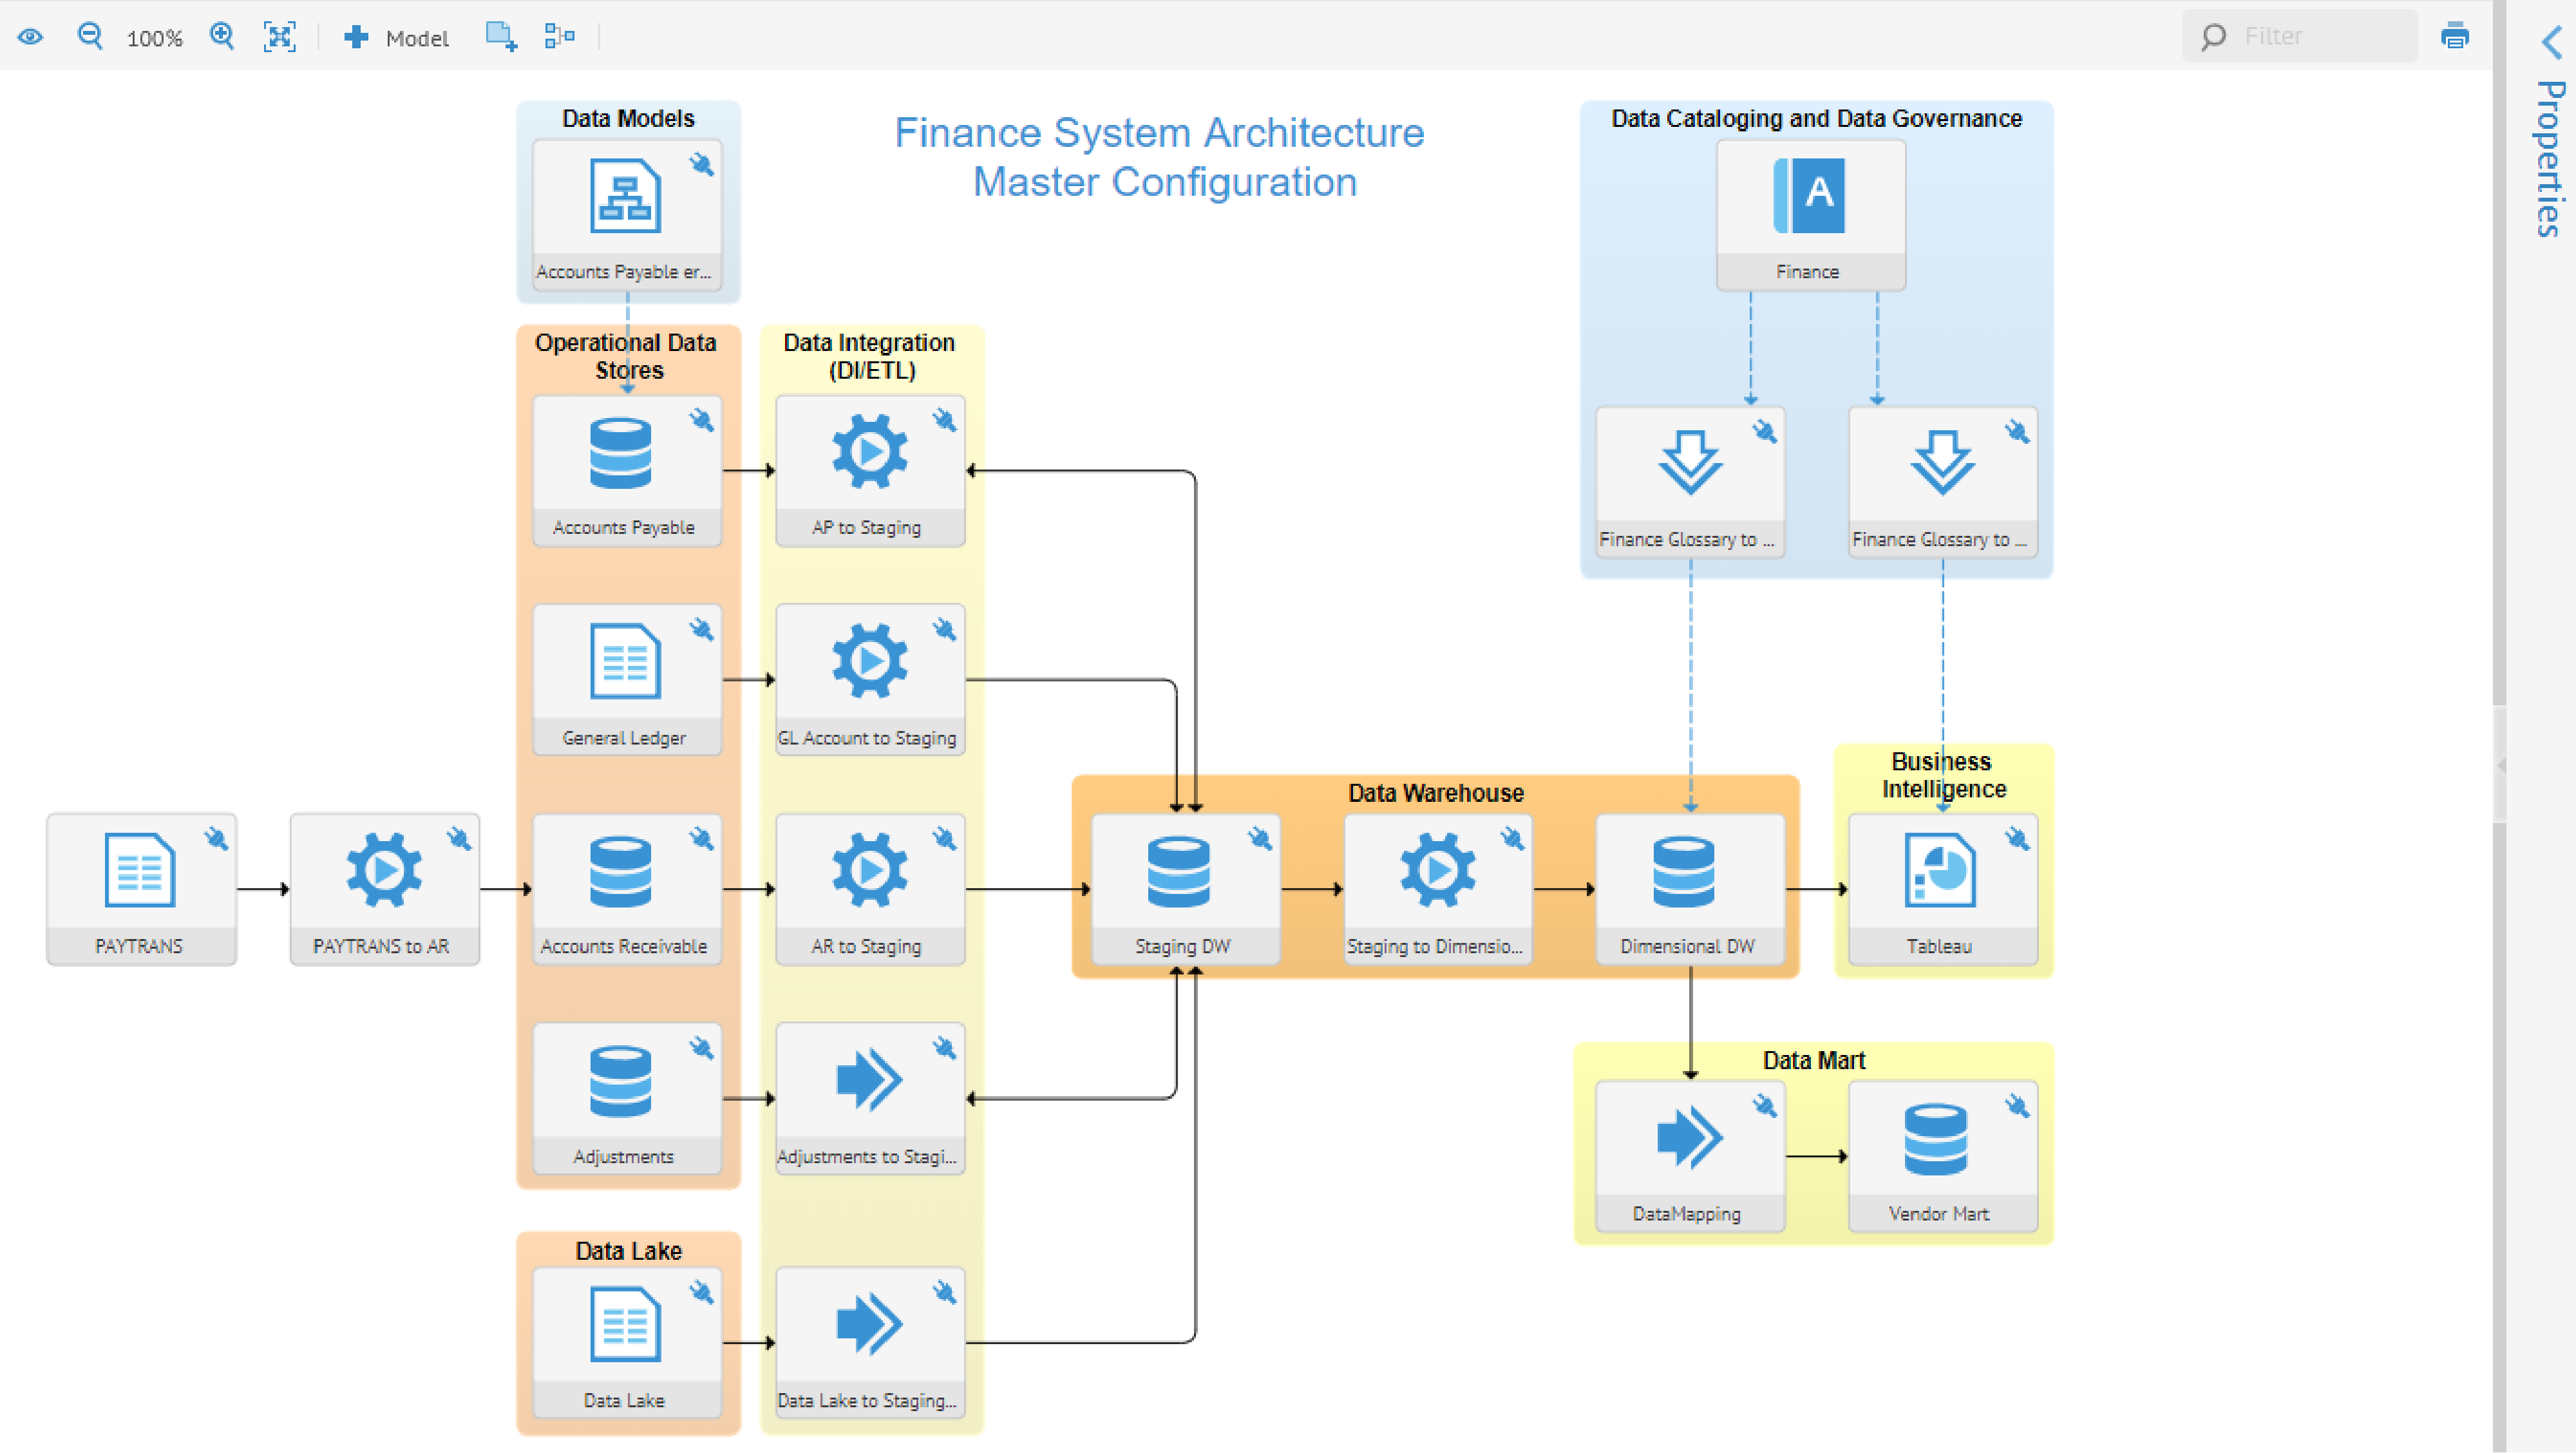 100%
Model
Filter
Properties
Finance System Architecture
Master Configuration
Data Models
Accounts Payable er...
Data Cataloging and Data Governance
Finance
Finance Glossary to ...
Finance Glossary to ...
Operational Data
Stores
Accounts Payable
General Ledger
Accounts Receivable
Adjustments
Data Integration
(DI/ETL)
AP to Staging
GL Account to Staging
AR to Staging
Adjustments to Stagi...
Data Lake to Staging...
PAYTRANS
PAYTRANS to AR
Data Lake
Data Lake
Data Warehouse
Staging DW
Staging to Dimensio...
Dimensional DW
Business
Intelligence
Tableau
Data Mart
DataMapping
Vendor Mart
A